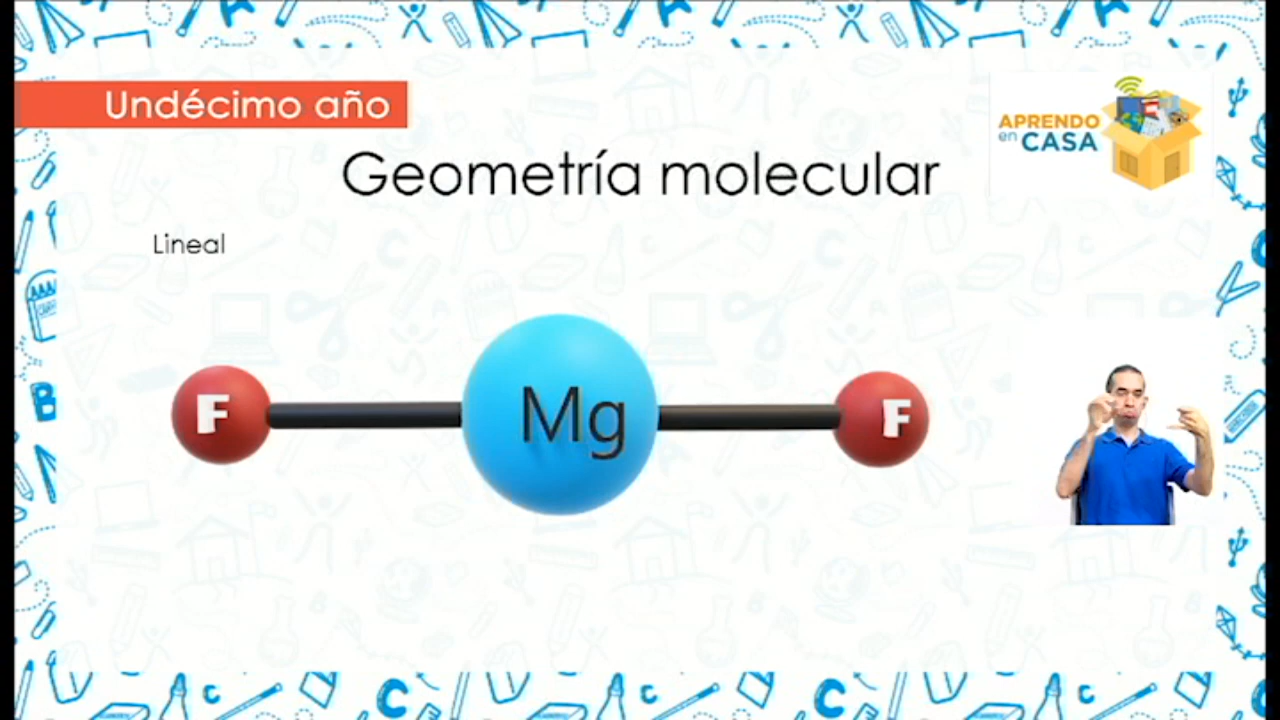 Undécimo año
APRENDO
en CASA
Geometría molecular
Lineal
F
Mg
F